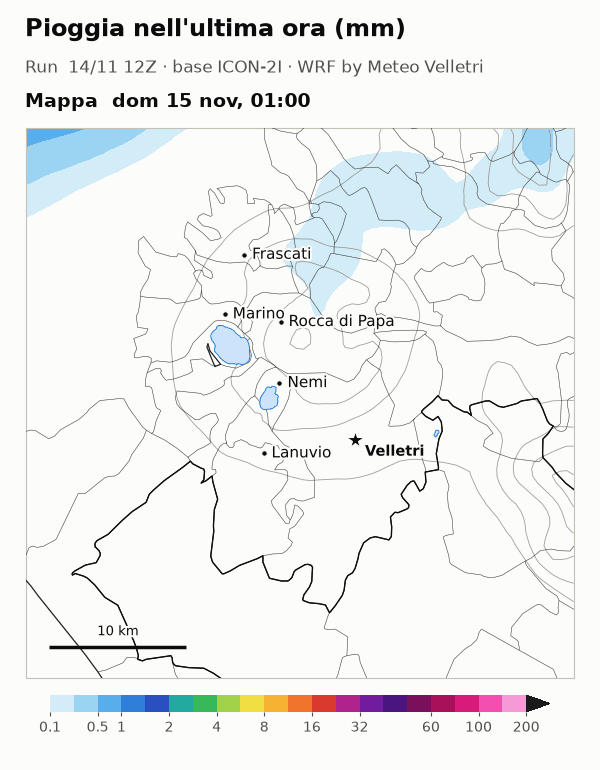 Pioggia nell'ultima ora (mm)
Run 14/11 12Z · base ICON-2I · WRF by Meteo Velletri
Mappa dom 15 nov, 01:00
Frascati
Marino
Rocca di Papa
Nemi
Velletri
Lanuvio
10 km
0.1 0.5 1 2 4 8 16 32 60 100 200